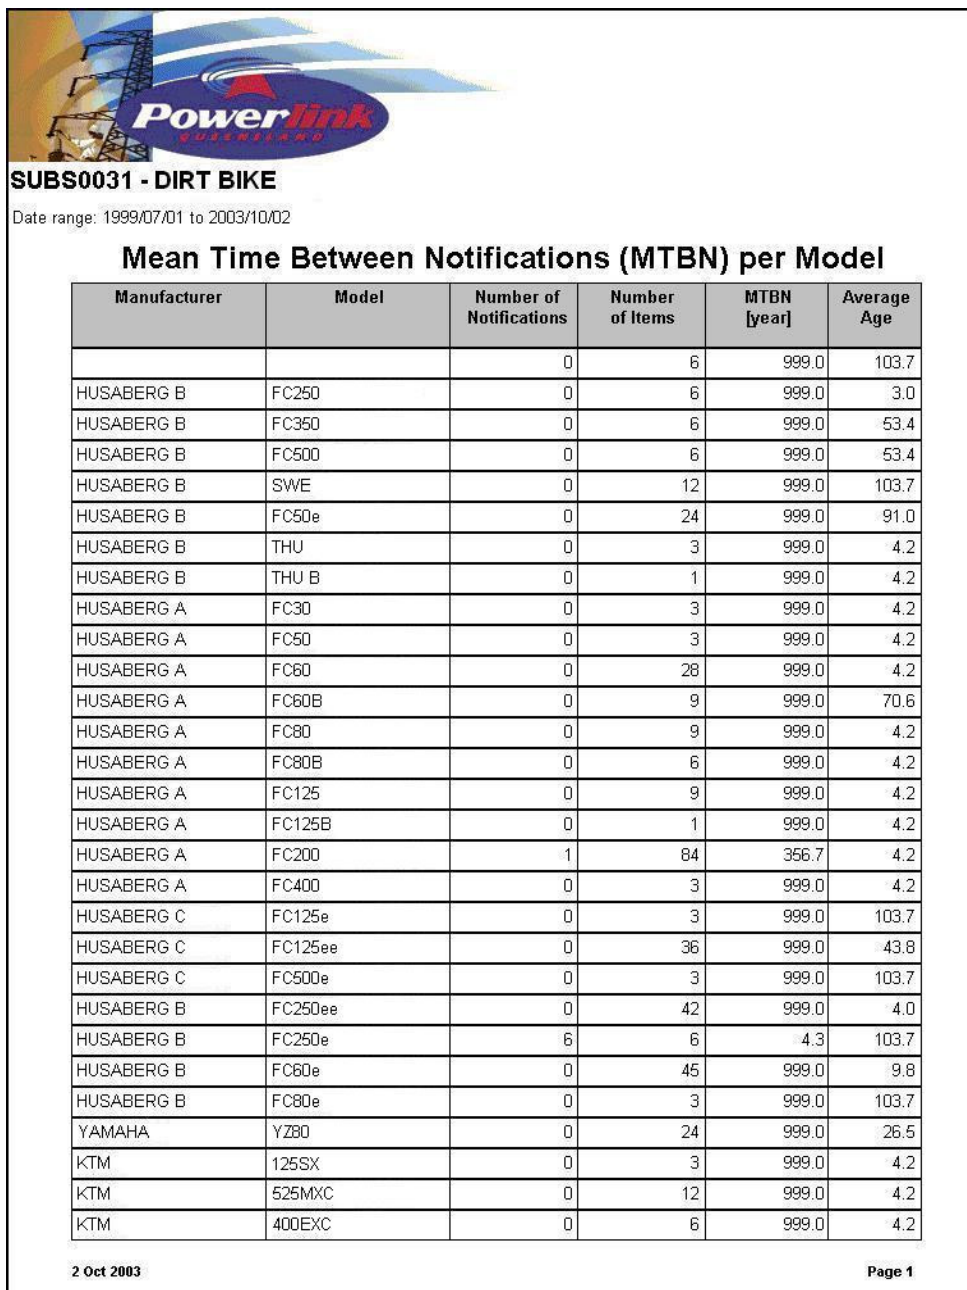 Powerlink
QUEENSLAND
SUBS0031 - DIRT BIKE
Date range: 1999/07/01 to 2003/10/02
Mean Time Between Notifications (MTBN) per Model
Manufacturer Model Number of Notifications Number of Items MTBN [year] Average Age
0 6 999.0 103.7
HUSABERG B FC250 0 6 999.0 3.0
HUSABERG B FC350 0 6 999.0 53.4
HUSABERG B FC500 0 6 999.0 53.4
HUSABERG B SWE 0 12 999.0 103.7
HUSABERG B FC50e 0 24 999.0 91.0
HUSABERG B THU 0 3 999.0 4.2
HUSABERG B THU B 0 1 999.0 4.2
HUSABERG A FC30 0 3 999.0 4.2
HUSABERG A FC50 0 3 999.0 4.2
HUSABERG A FC60 0 28 999.0 4.2
HUSABERG A FC60B 0 9 999.0 70.6
HUSABERG A FC80 0 9 999.0 4.2
HUSABERG A FC80B 0 6 999.0 4.2
HUSABERG A FC125 0 9 999.0 4.2
HUSABERG A FC125B 0 1 999.0 4.2
HUSABERG A FC200 1 84 356.7 4.2
HUSABERG A FC400 0 3 999.0 4.2
HUSABERG C FC125e 0 3 999.0 103.7
HUSABERG C FC125ee 0 36 999.0 43.8
HUSABERG C FC500e 0 3 999.0 103.7
HUSABERG B FC250ee 0 42 999.0 4.0
HUSABERG B FC250e 6 6 4.3 103.7
HUSABERG B FC60e 0 45 999.0 9.8
HUSABERG B FC80e 0 3 999.0 103.7
YAMAHA YZ80 0 24 999.0 26.5
KTM 125SX 0 3 999.0 4.2
KTM 525MXC 0 12 999.0 4.2
KTM 400EXC 0 6 999.0 4.2
2 Oct 2003 Page 1